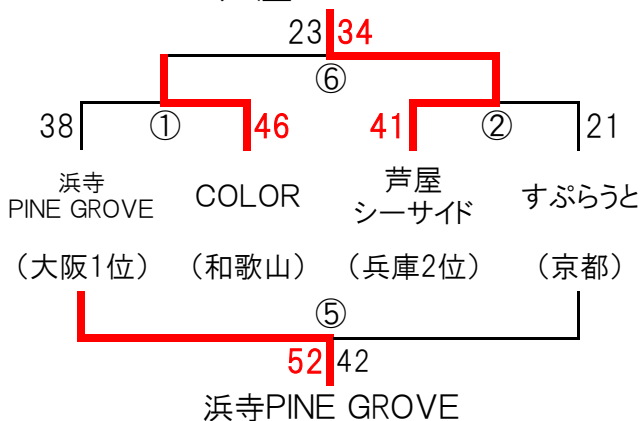 23 34
⑥
38 ① 46 41 ② 21
浜寺
PINE GROVE
COLOR
芦屋
シーサイド
すぷらうと
（大阪1位） （和歌山） （兵庫2位） （京都）
⑤
52 42
浜寺PINE GROVE